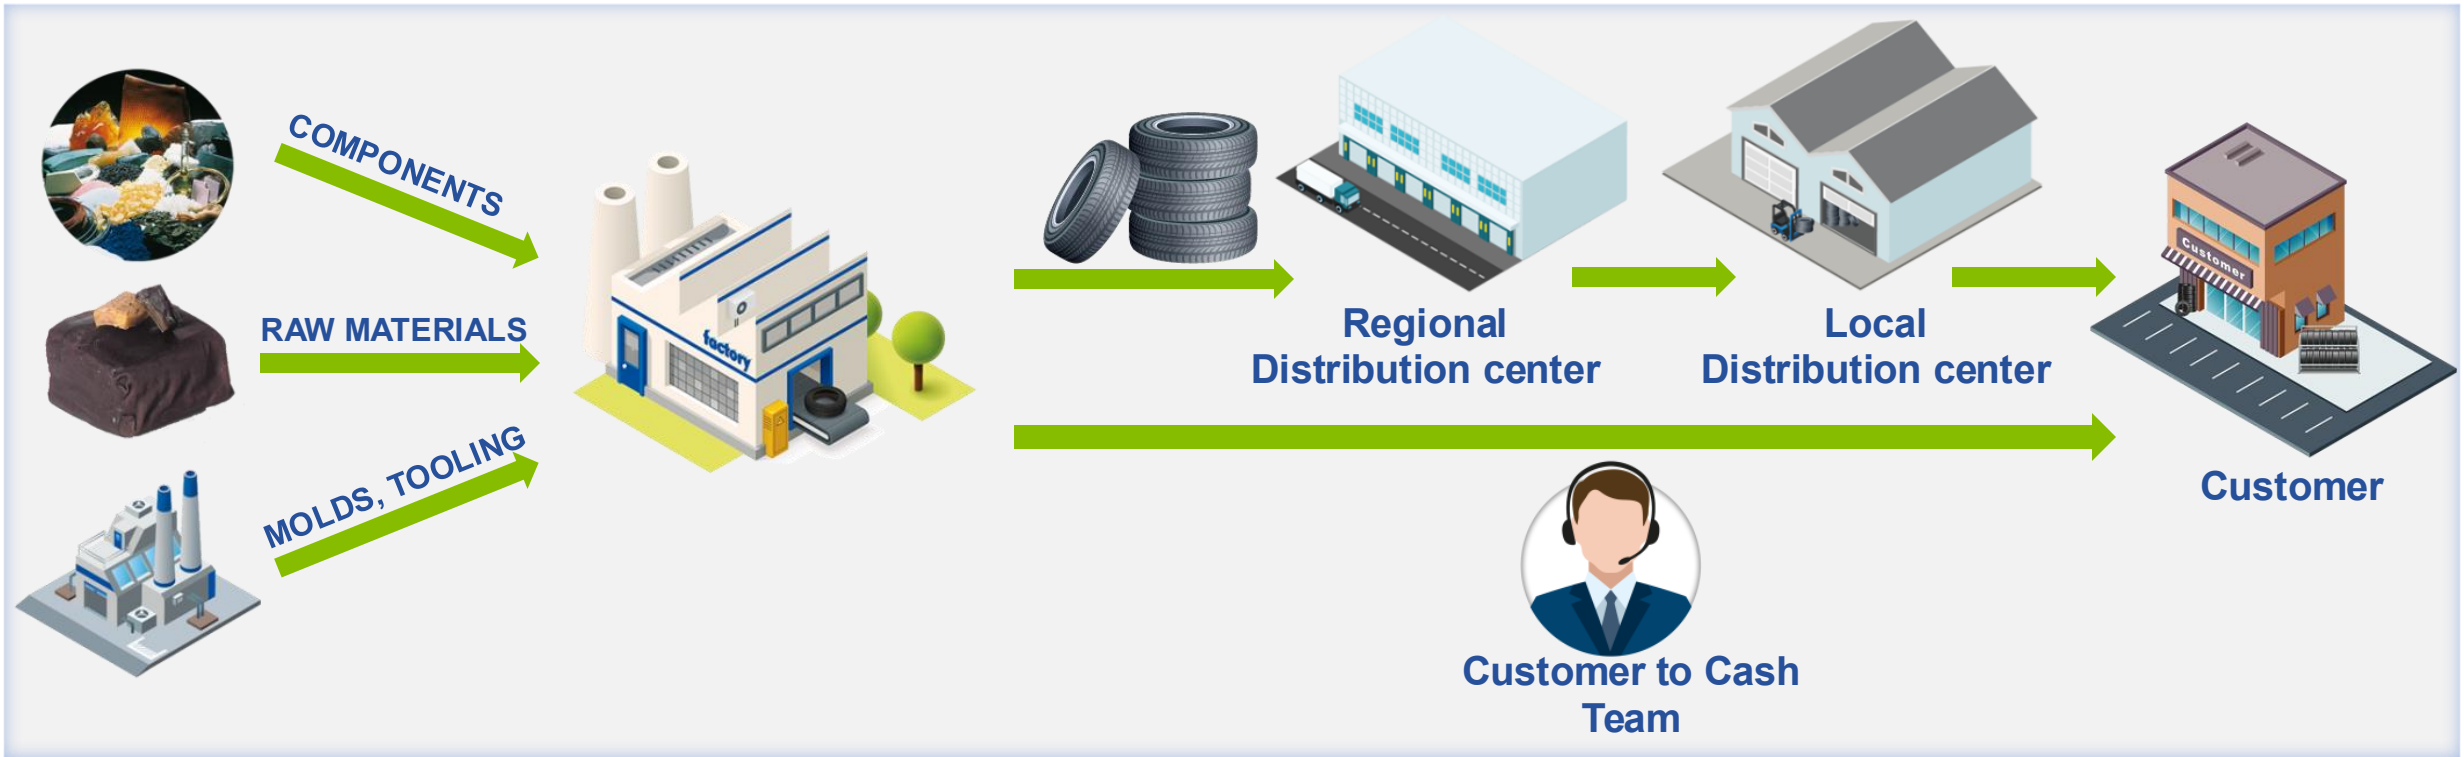 COMPONENTS
RAW MATERIALS
MOLDS, TOOLING
factory
Regional
Distribution center
Local
Distribution center
Customer
Customer
Customer to Cash
Team